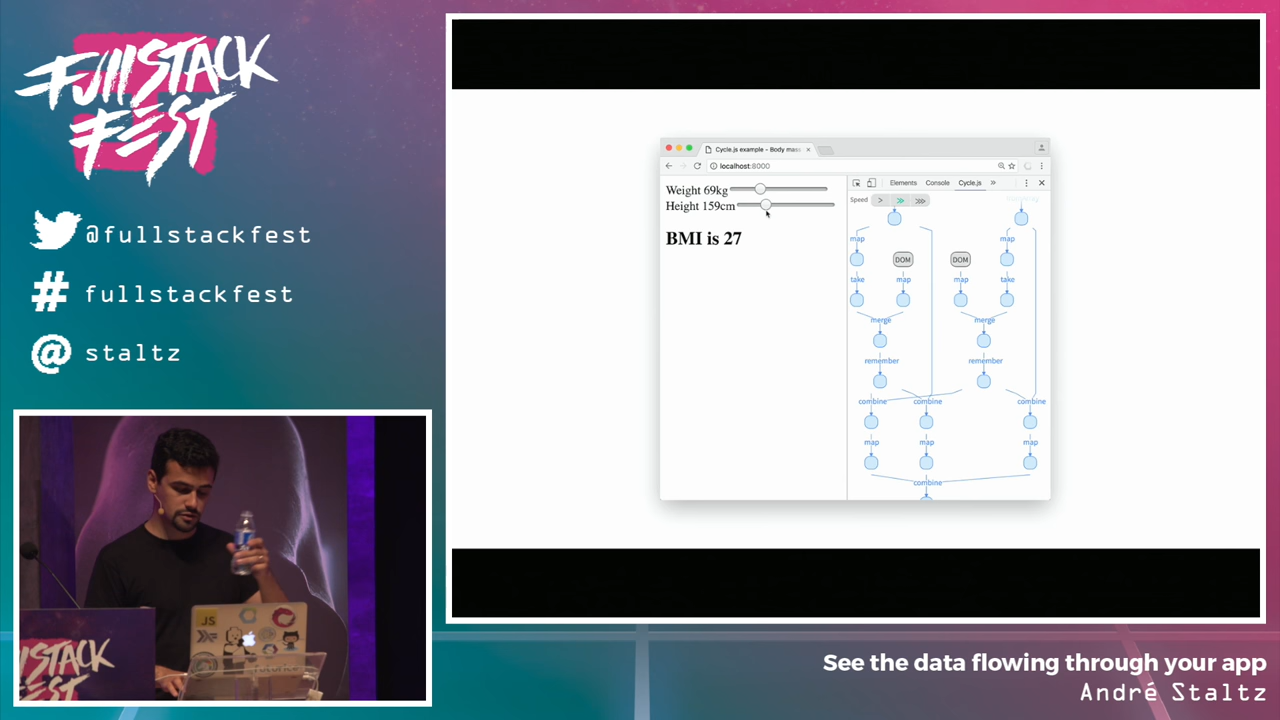 FULLSTACK
FEST
@fullstackfest
# fullstackfest
@ staltz
Cycle.js example - Body mass
localhost:8000
Weight 69kg
Height 159cm
BMI is 27
Elements Console Cycle.js »
Speed > ≫ ⋙
map map
DOM DOM
take map map take
merge merge
remember remember
combine combine combine
map map map
combine
JS
See the data flowing through your app
André Staltz